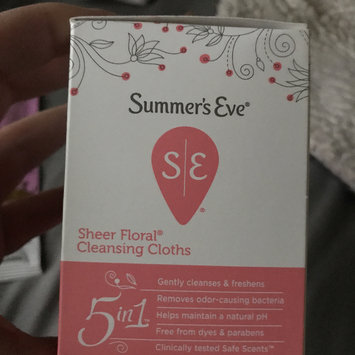 Summer's Eve®
S|E
®
Sheer Floral®
Cleansing Cloths
5 in 1™
Gently cleanses & freshens
Removes odor-causing bacteria
Helps maintain a natural pH
Free from dyes & parabens
Clinically tested Safe Scents™